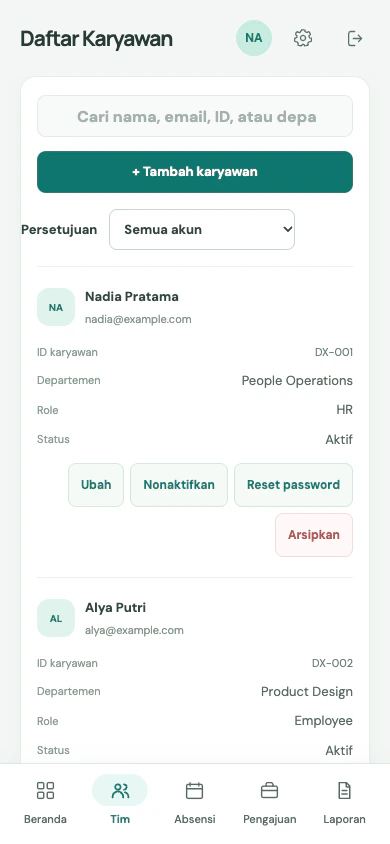 Daftar Karyawan
NA
Cari nama, email, ID, atau depa
+ Tambah karyawan
Persetujuan
Semua akun
NA
Nadia Pratama
nadia@example.com
ID karyawan DX-001
Departemen People Operations
Role HR
Status Aktif
Ubah Nonaktifkan Reset password
Arsipkan
AL
Alya Putri
alya@example.com
ID karyawan DX-002
Departemen Product Design
Role Employee
Status Aktif
Beranda Tim Absensi Pengajuan Laporan